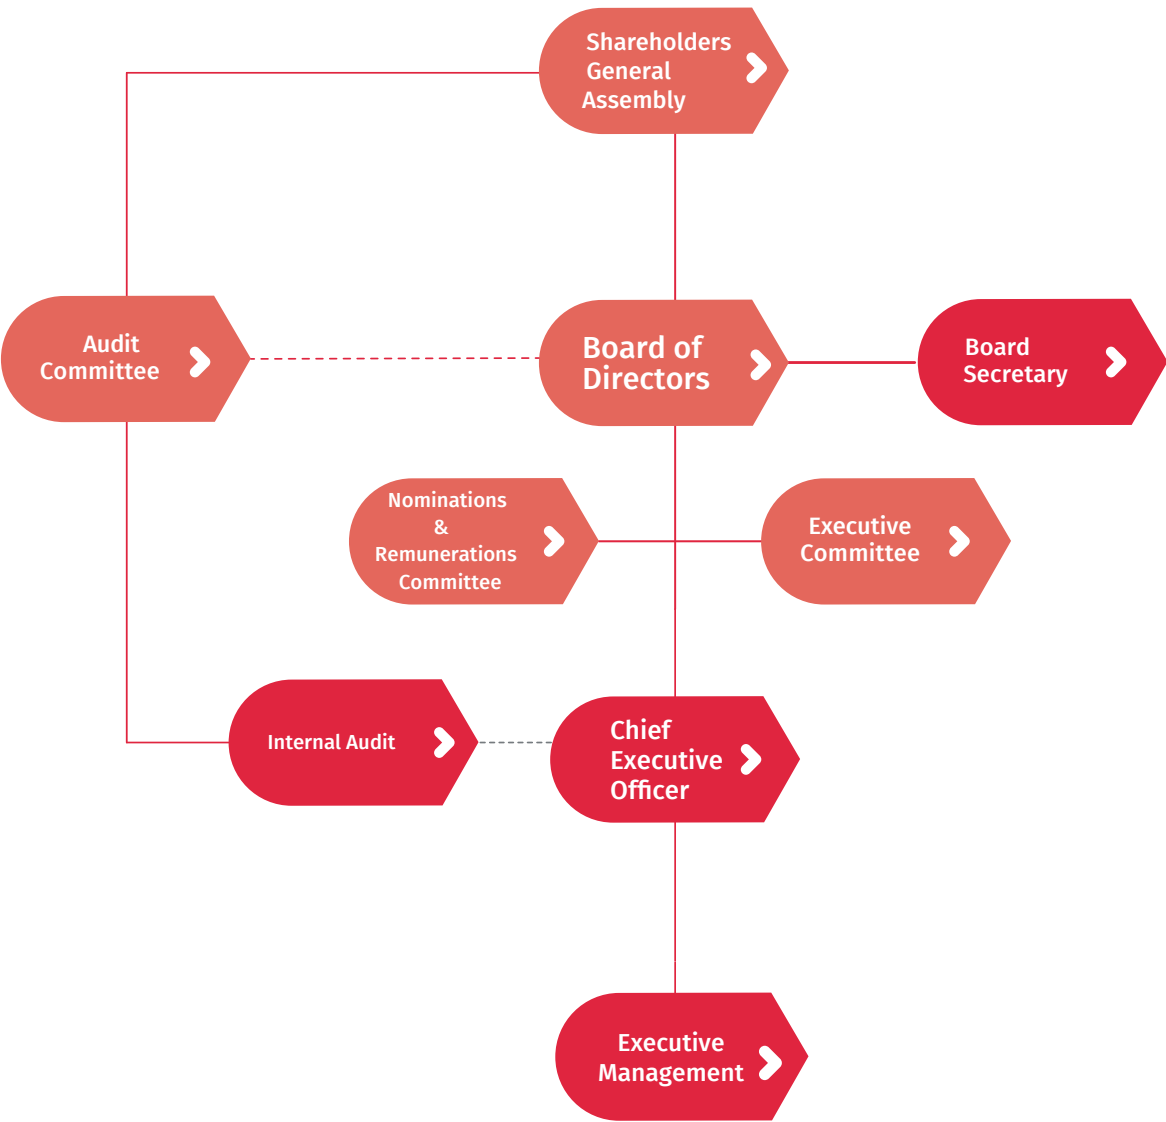 Shareholders
General
Assembly
Audit
Committee
Board of
Directors
Board
Secretary
Nominations
&
Remunerations
Committee
Executive
Committee
Internal Audit
Chief
Executive
Officer
Executive
Management